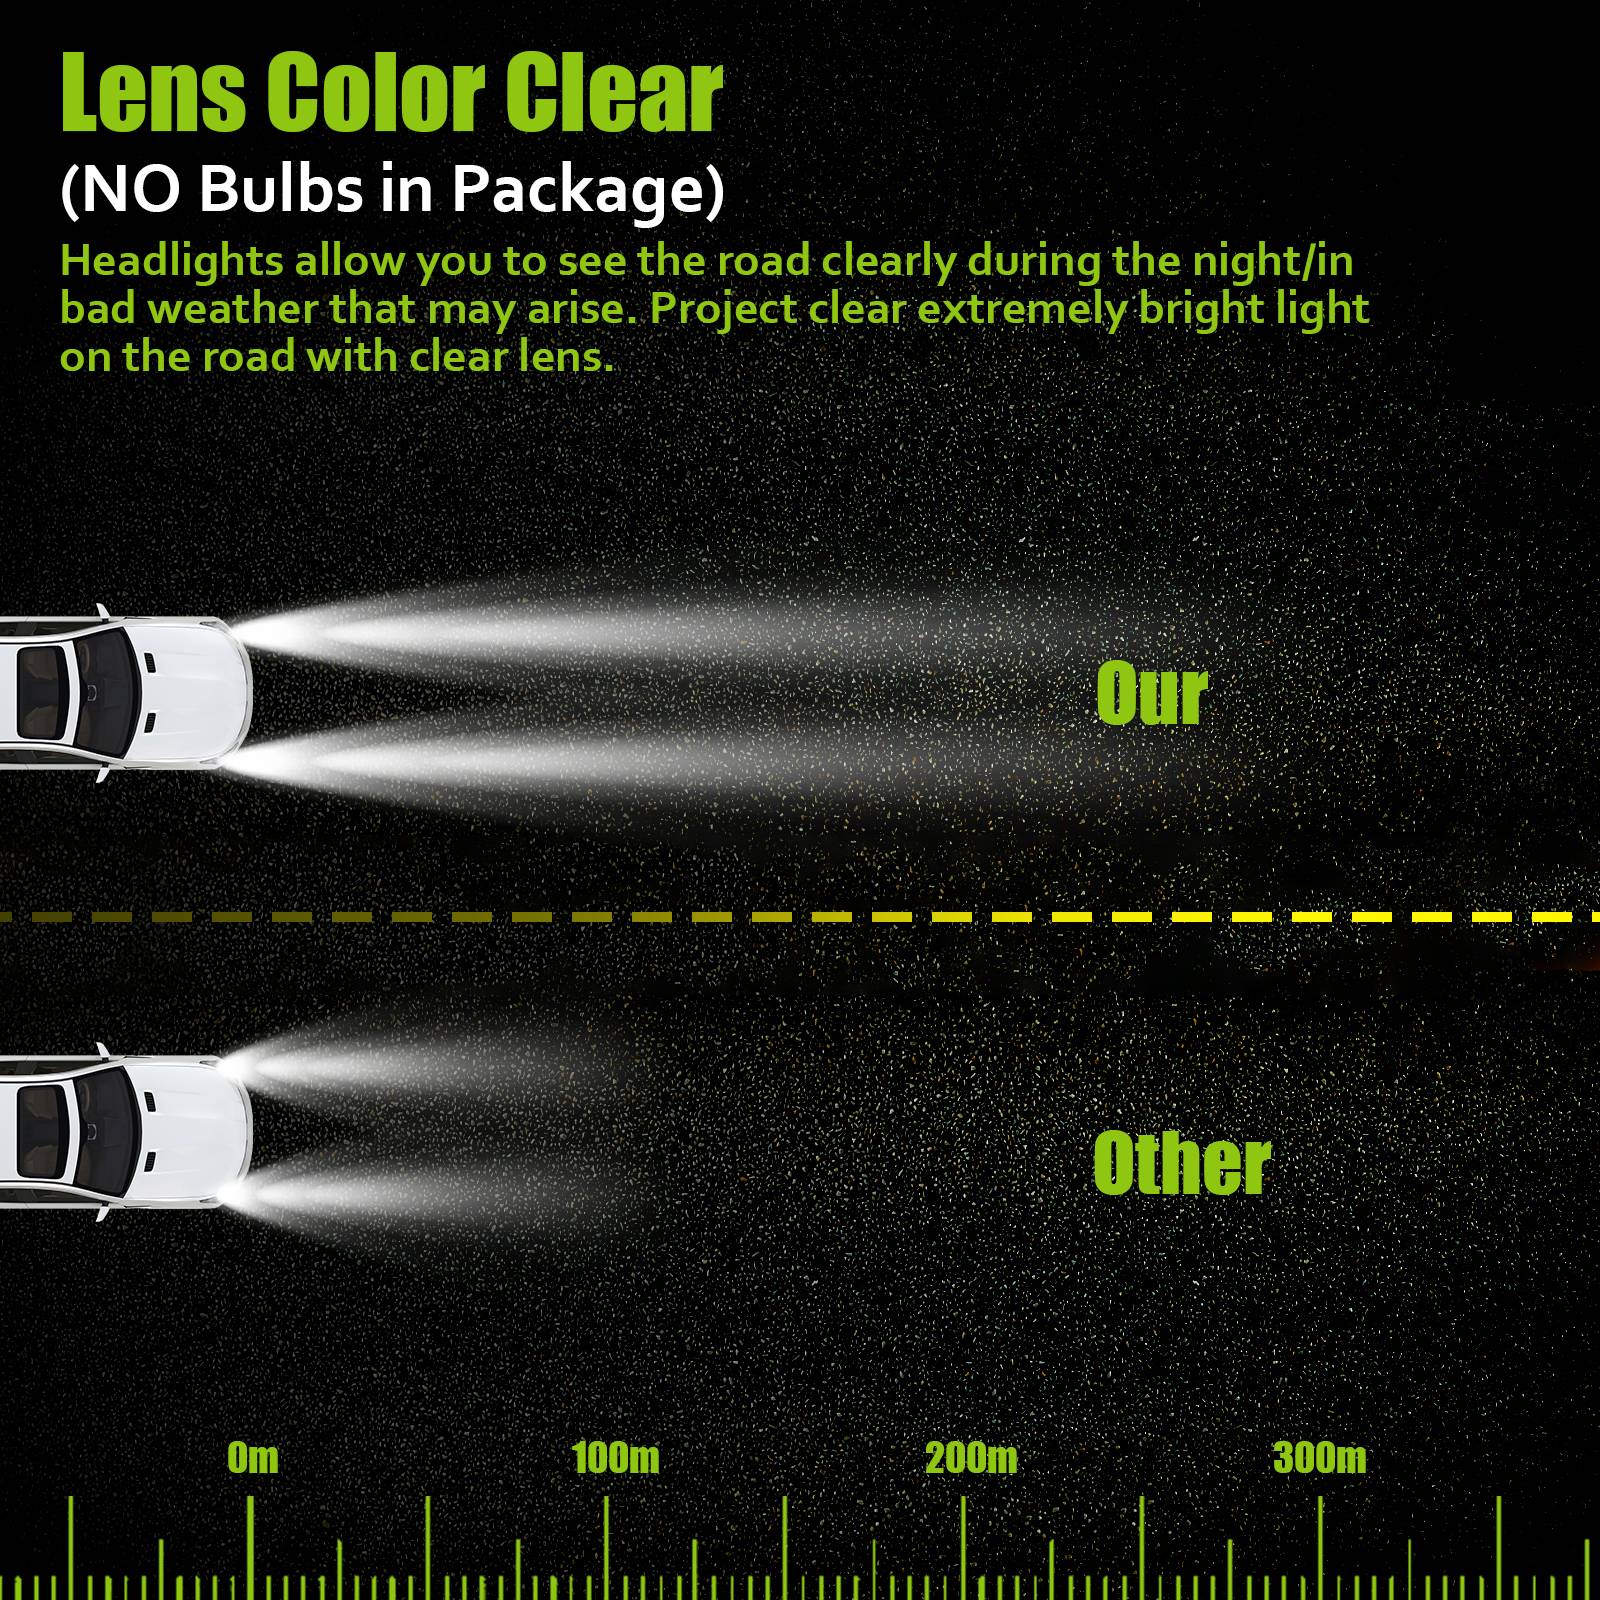 Lens Color Clear
(NO Bulbs in Package)
Headlights allow you to see the road clearly during the night/in
bad weather that may arise. Project clear extremely bright light
on the road with clear lens.
Our
Other
0m 100m 200m 300m